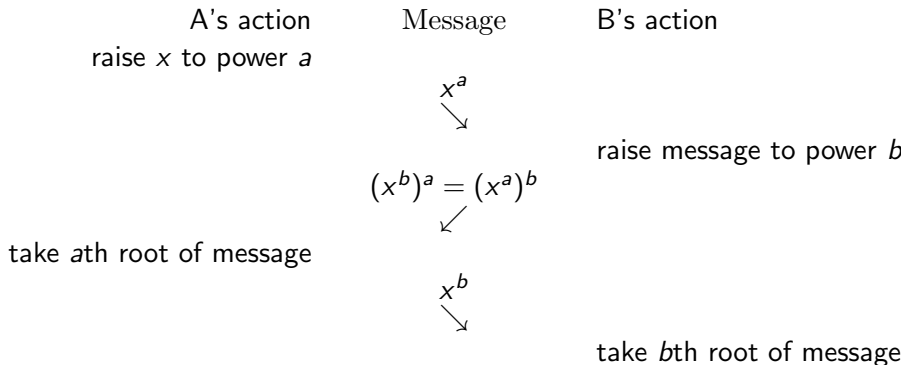 A's action Message B's action
raise x to power a
x^a
↘
raise message to power b
(x^b)^a = (x^a)^b
↙
take ath root of message
x^b
↘
take bth root of message